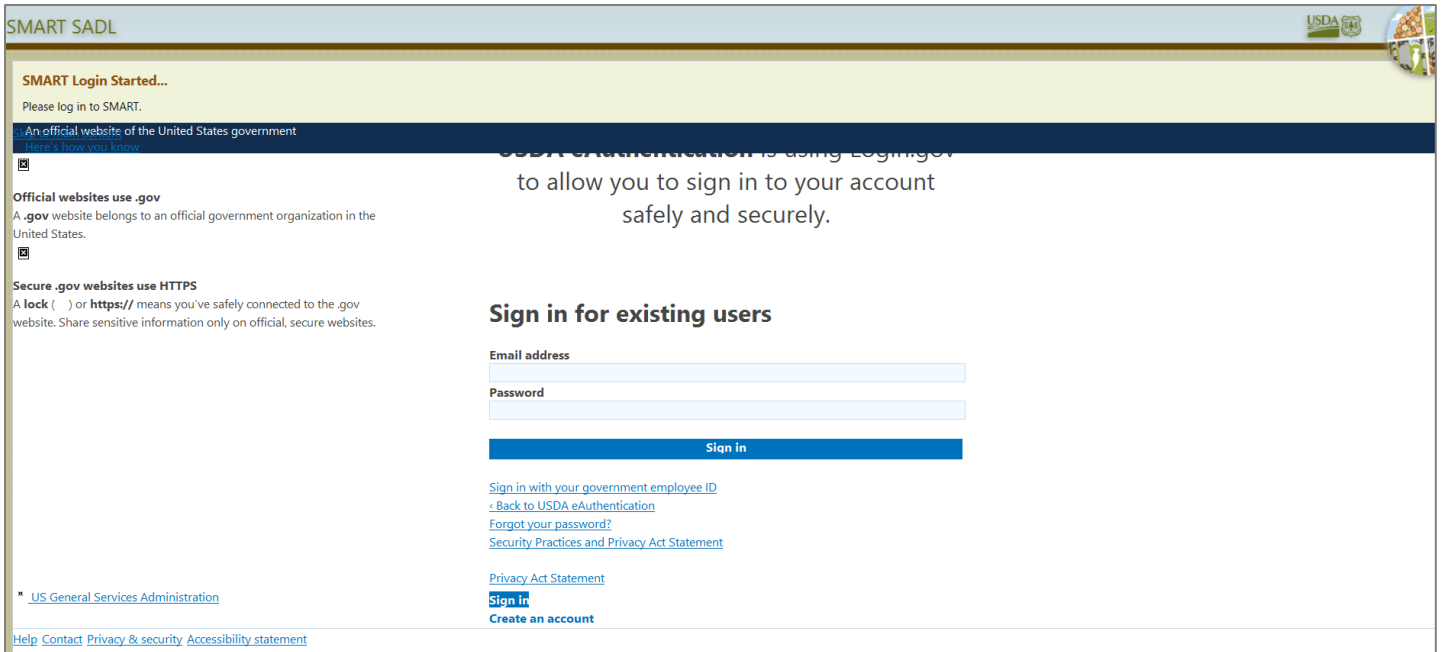 SMART SADL
USDA
SMART Login Started...
Please log in to SMART.
An official website of the United States government
Here's how you know
USDA eAuthentication is using Login.gov
to allow you to sign in to your account
safely and securely.
Official websites use .gov
A .gov website belongs to an official government organization in the
United States.
Secure .gov websites use HTTPS
A lock ( ) or https:// means you've safely connected to the .gov
website. Share sensitive information only on official, secure websites.
Sign in for existing users
Email address
Password
Sign in
Sign in with your government employee ID
‹ Back to USDA eAuthentication
Forgot your password?
Security Practices and Privacy Act Statement
Privacy Act Statement
US General Services Administration
Sign in
Create an account
Help Contact Privacy & security Accessibility statement